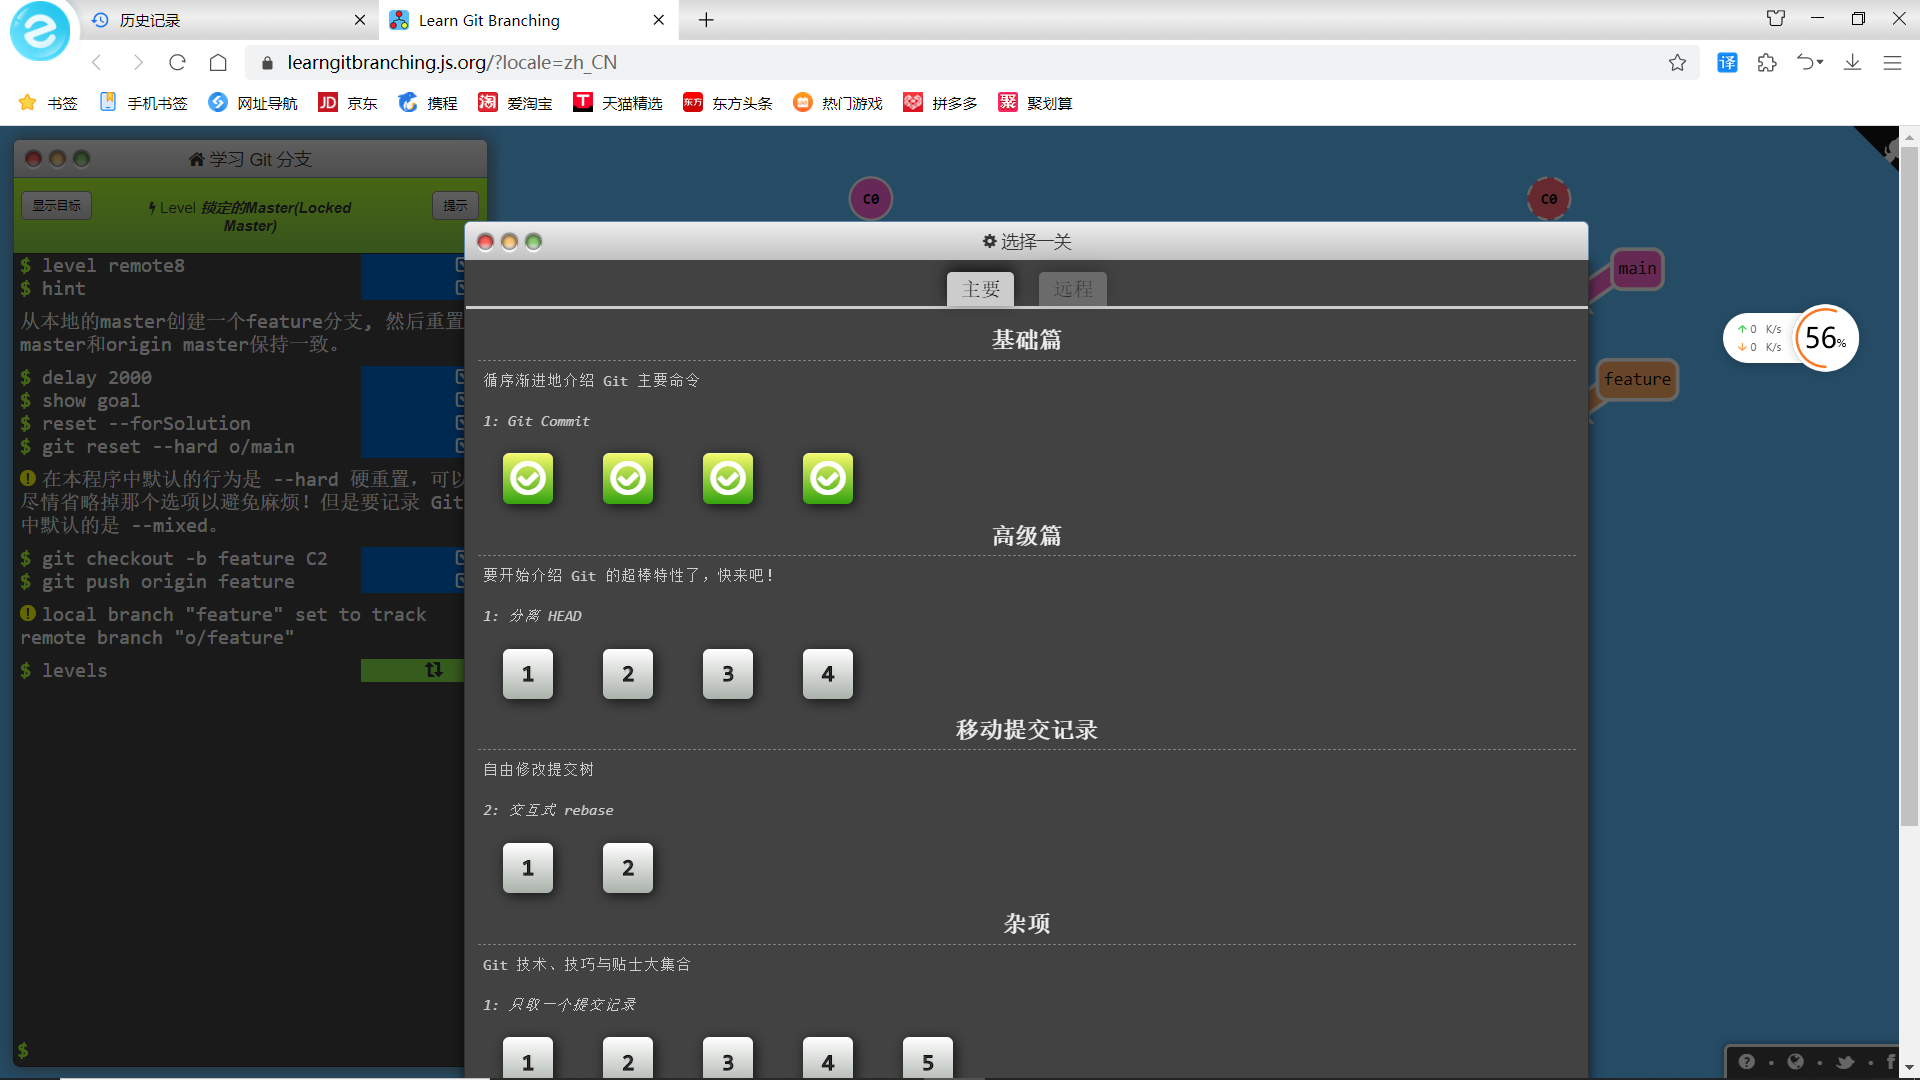 历史记录
Learn Git Branching
learngitbranching.js.org/?locale=zh_CN
译
书签 手机书签 网址导航 JD 京东 携程 淘 爱淘宝 T 天猫精选 东方 东方头条 热门游戏 拼多多 聚 聚划算
学习 Git 分支
显示目标
Level 锁定的Master(Locked
Master)
提示
$ level remote8
$ hint
从本地的master创建一个feature分支, 然后重置
master和origin master保持一致。
$ delay 2000
$ show goal
$ reset --forSolution
$ git reset --hard o/main
在本程序中默认的行为是 --hard 硬重置，可以
尽情省略掉那个选项以避免麻烦！但是要记录 Git
中默认的是 --mixed。
$ git checkout -b feature C2
$ git push origin feature
local branch "feature" set to track
remote branch "o/feature"
$ levels
$
C0
C0
main
feature
0 K/s
0 K/s
56%
选择一关
主要 远程
基础篇
循序渐进地介绍 Git 主要命令
1: Git Commit
高级篇
要开始介绍 Git 的超棒特性了，快来吧！
1: 分离 HEAD
1 2 3 4
移动提交记录
自由修改提交树
2: 交互式 rebase
1 2
杂项
Git 技术、技巧与贴士大集合
1: 只取一个提交记录
1 2 3 4 5